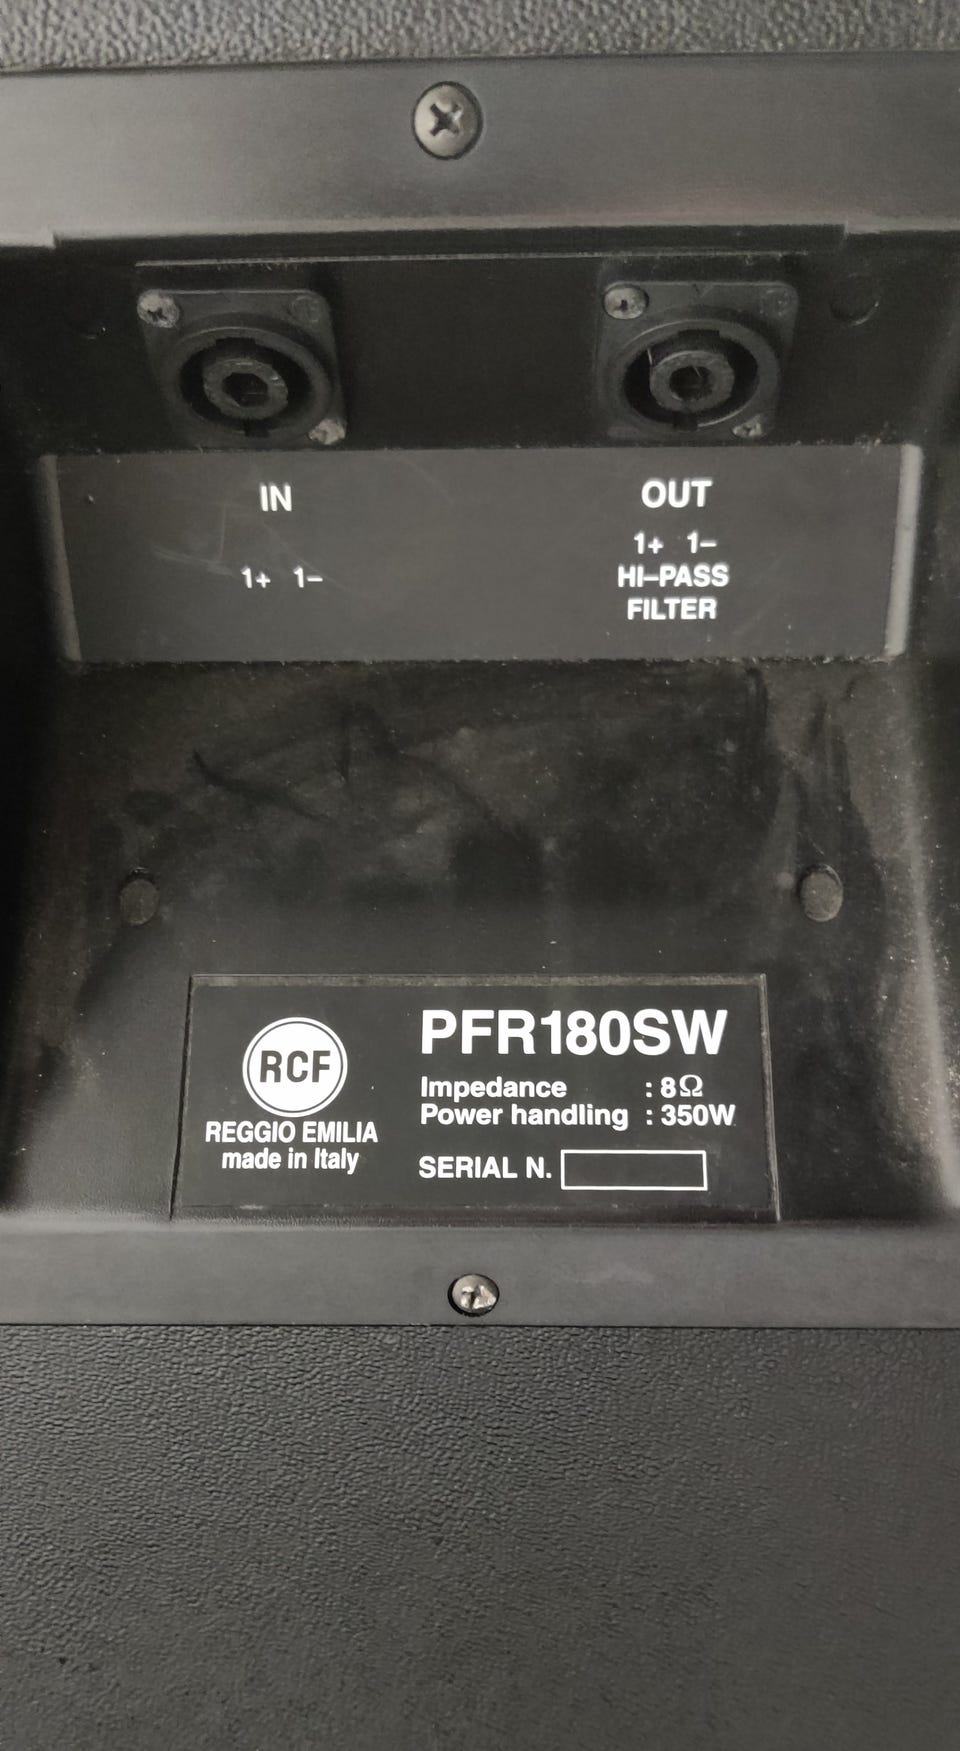 IN
1+ 1–
OUT
1+ 1–
HI–PASS
FILTER
RCF
REGGIO EMILIA
made in Italy
PFR180SW
Impedance : 8Ω
Power handling : 350W
SERIAL N.